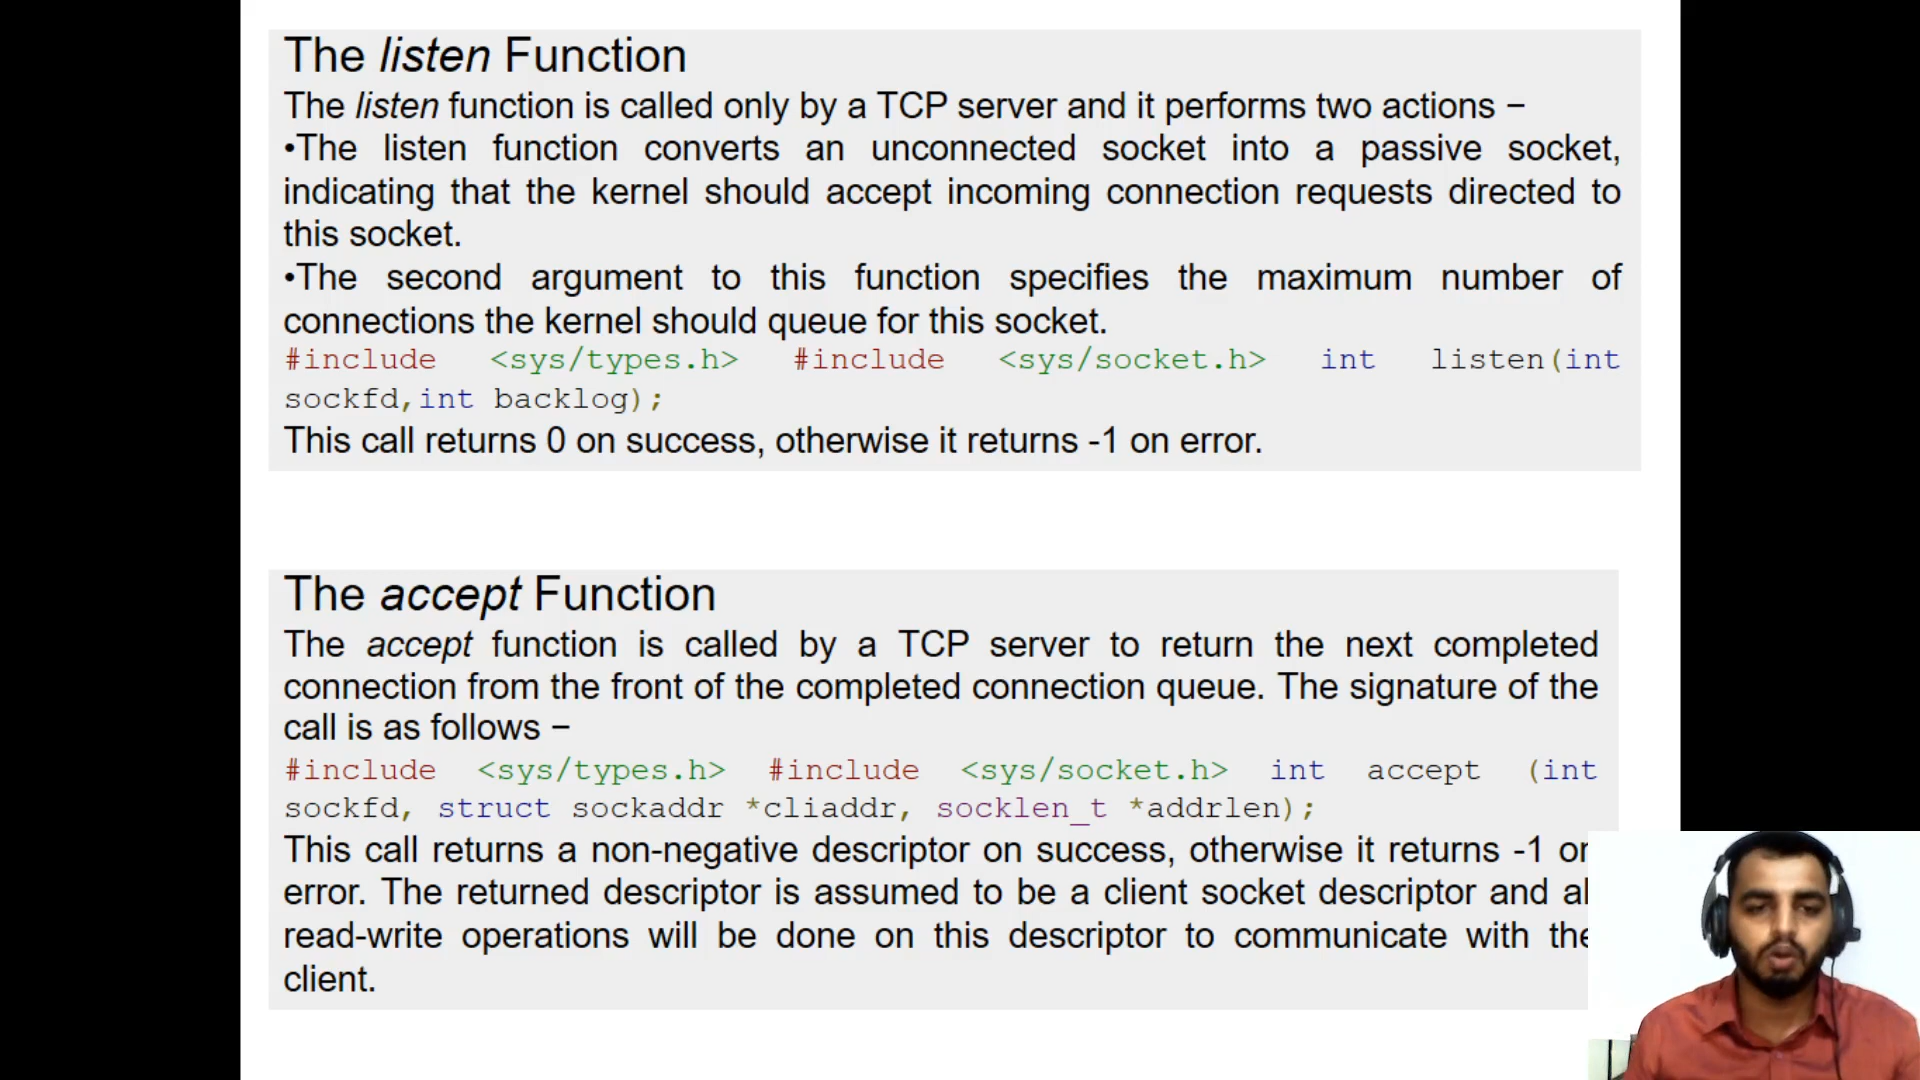 The listen Function
The listen function is called only by a TCP server and it performs two actions −
•The listen function converts an unconnected socket into a passive socket,
indicating that the kernel should accept incoming connection requests directed to
this socket.
•The second argument to this function specifies the maximum number of
connections the kernel should queue for this socket.
#include <sys/types.h> #include <sys/socket.h> int listen(int
sockfd,int backlog);
This call returns 0 on success, otherwise it returns -1 on error.
The accept Function
The accept function is called by a TCP server to return the next completed
connection from the front of the completed connection queue. The signature of the
call is as follows −
#include <sys/types.h> #include <sys/socket.h> int accept (int
sockfd, struct sockaddr *cliaddr, socklen_t *addrlen);
This call returns a non-negative descriptor on success, otherwise it returns -1 on
error. The returned descriptor is assumed to be a client socket descriptor and al
read-write operations will be done on this descriptor to communicate with the
client.